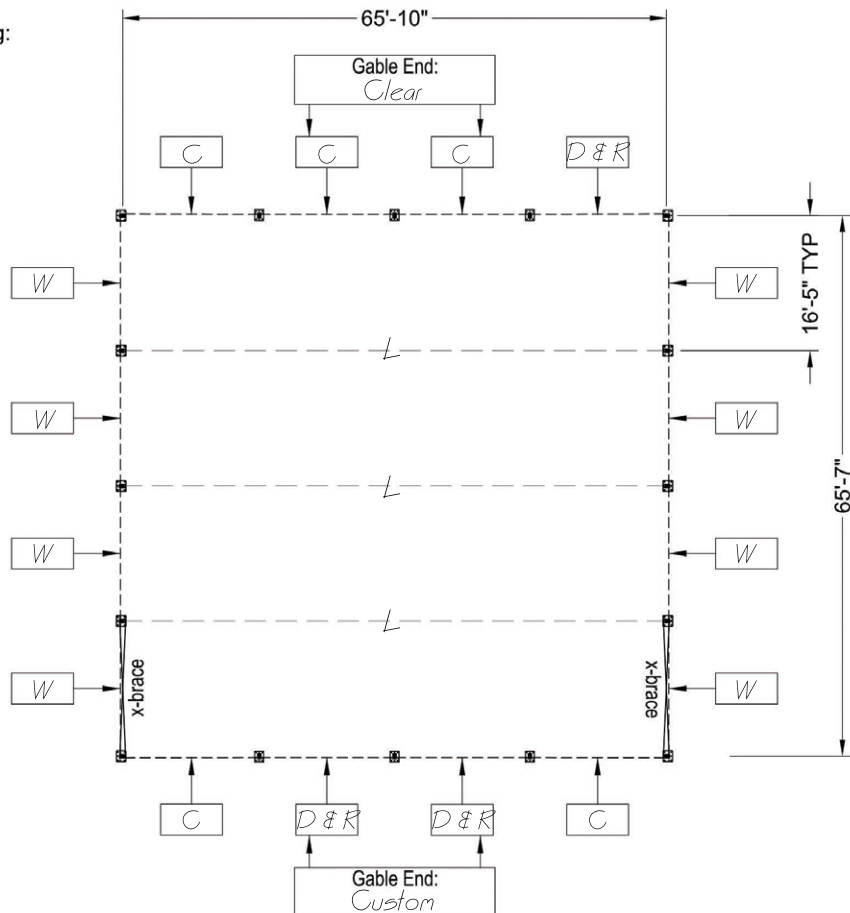 g:
65'-10"
Gable End:
Clear
C
C
C
D & R
W
W
16'-5" TYP
L
W
W
65'-7"
L
W
W
L
x-brace
x-brace
W
W
C
D & R
D & R
C
Gable End:
Custom